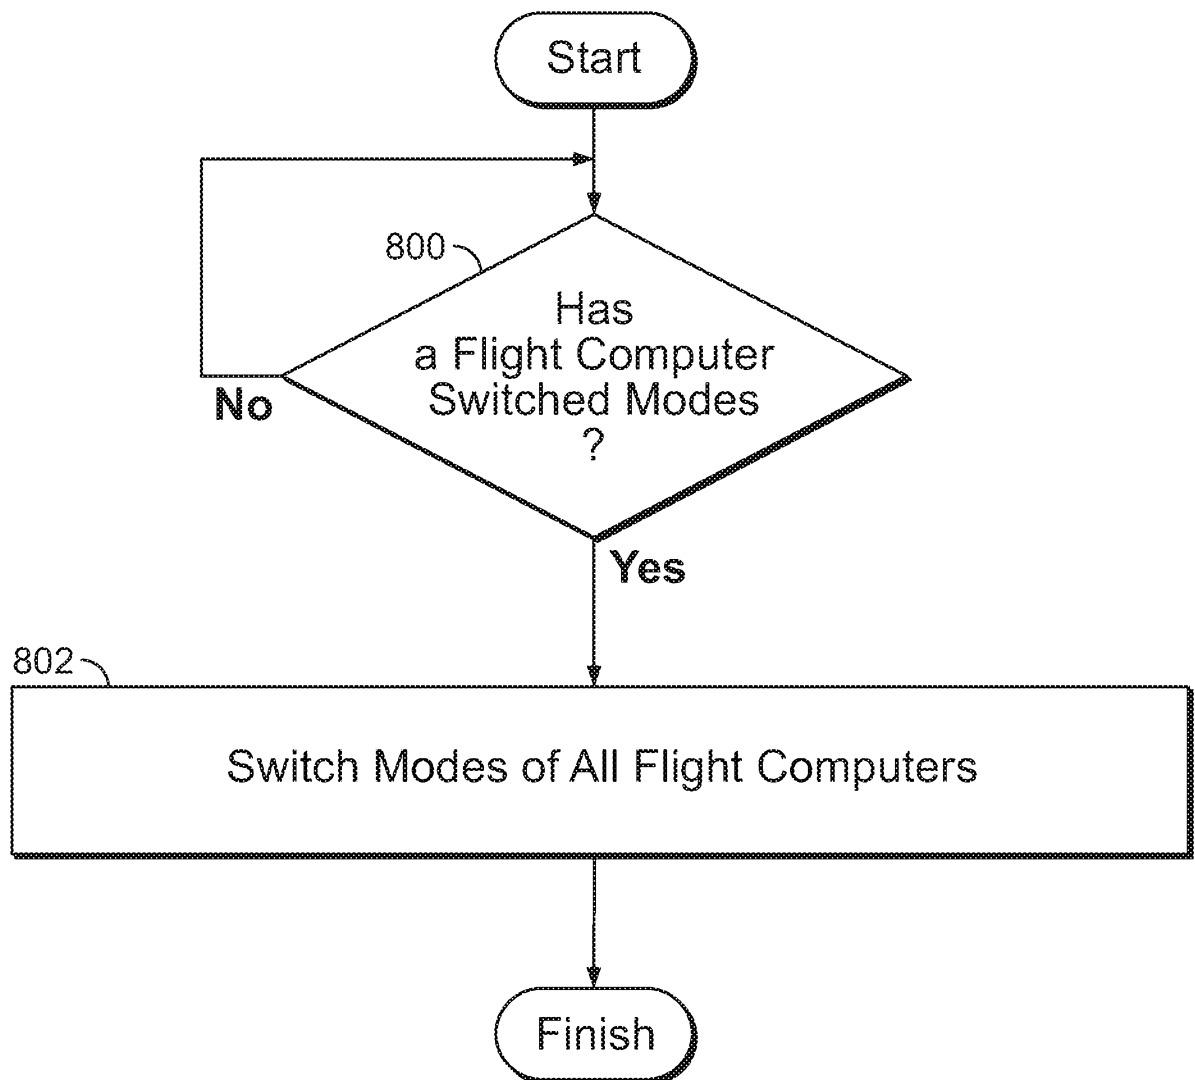 Start
800
Has
a Flight Computer
Switched Modes
?
No
Yes
802
Switch Modes of All Flight Computers
Finish